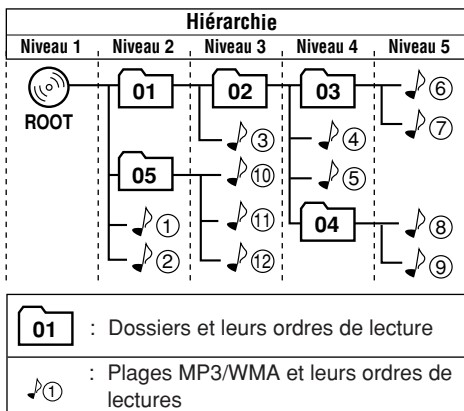 Hiérarchie
Niveau 1 Niveau 2 Niveau 3 Niveau 4 Niveau 5
ROOT 01 02 03 ⑥
⑦
③ ④
05 ⑩ ⑤
① ⑪ 04 ⑧
② ⑫ ⑨
01 : Dossiers et leurs ordres de lecture
① : Plages MP3/WMA et leurs ordres de
lectures